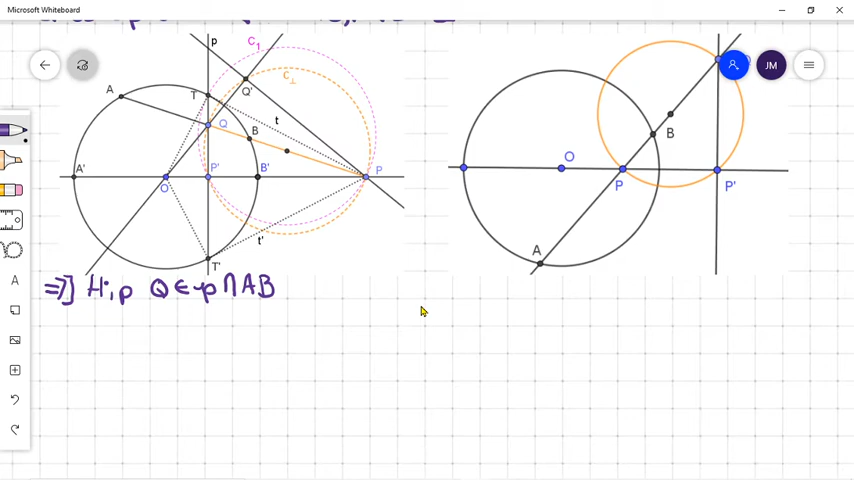 Microsoft Whiteboard
JM
p
C₁
C⊥
A
T
Q'
Q
t
B
A'
P'
B'
P
O
t'
T'
B
O
P
P'
A
A
⇒] Hip Q ∈ p ∩ AB